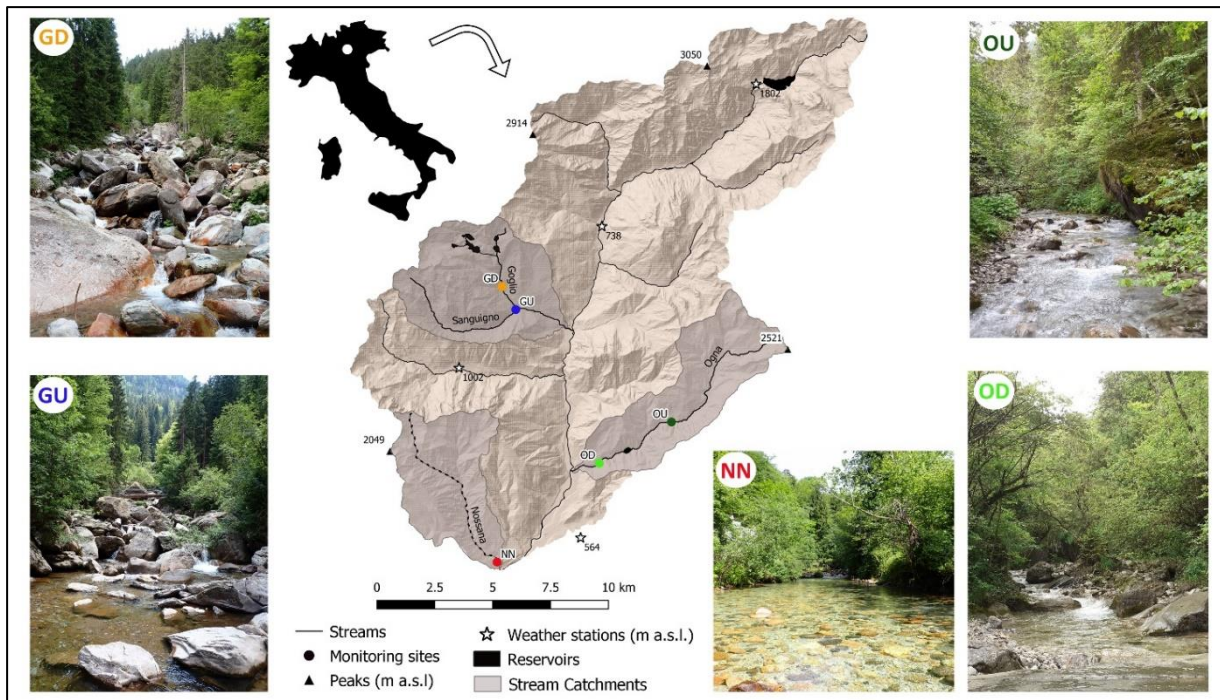 GD
3050
OU
1802
2914
738
GD
Goglio
GU
Sanguigno
2521
Ogna
1002
GU
OU
2049
OD
OD
NN
Nossana
564
NN
0 2.5 5 7.5 10 km
Streams
Monitoring sites
Peaks (m a.s.l)
Weather stations (m a.s.l.)
Reservoirs
Stream Catchments